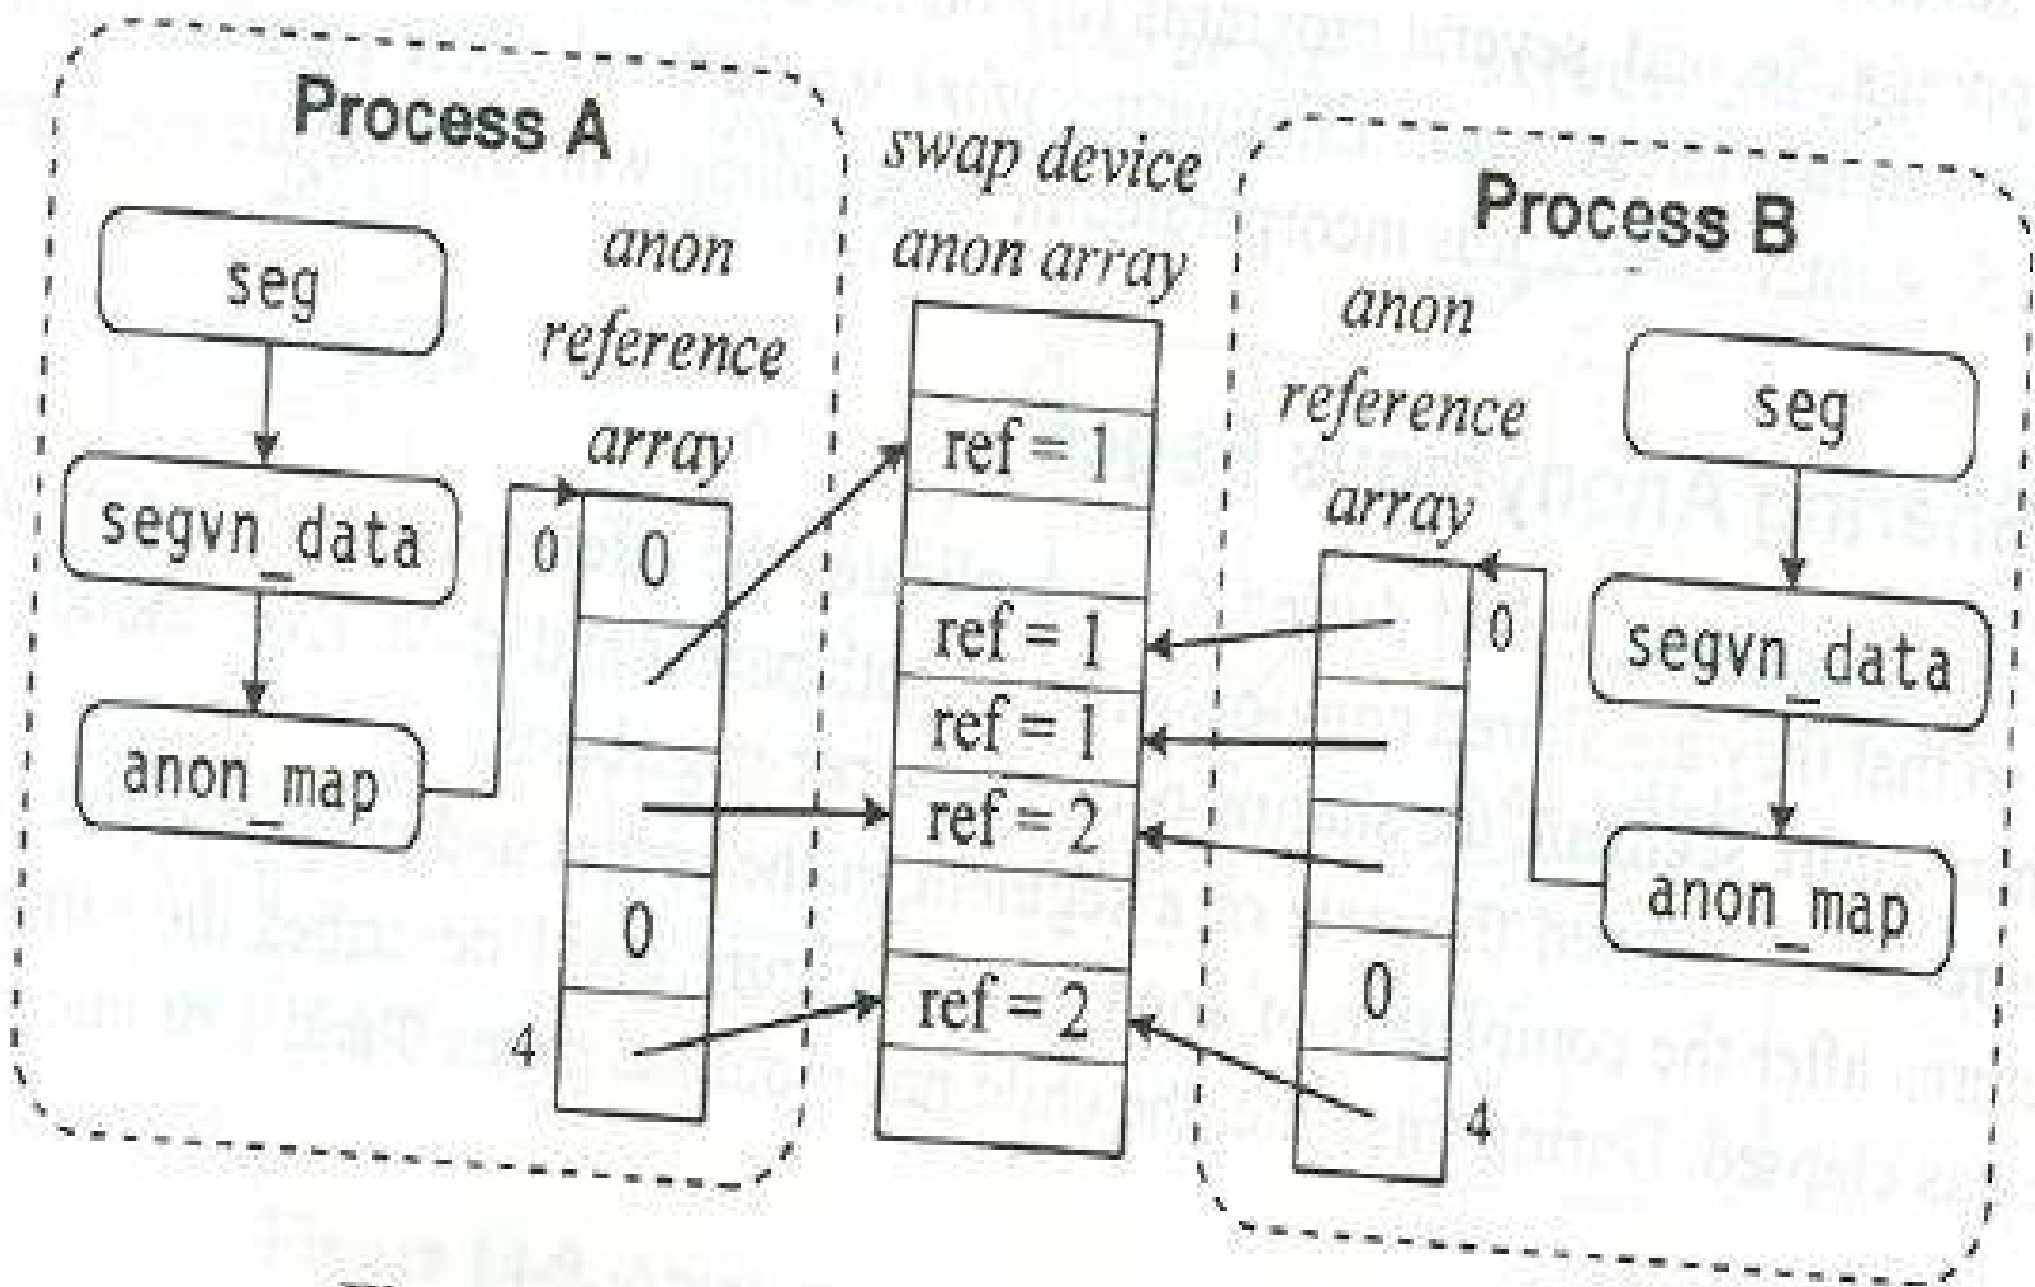 Process A
seg
segvn_data
anon_map
anon
reference
array
0
0
0
4
swap device
anon array
ref = 1
ref = 1
ref = 1
ref = 2
ref = 2
Process B
anon
reference
array
0
0
4
seg
segvn_data
anon_map